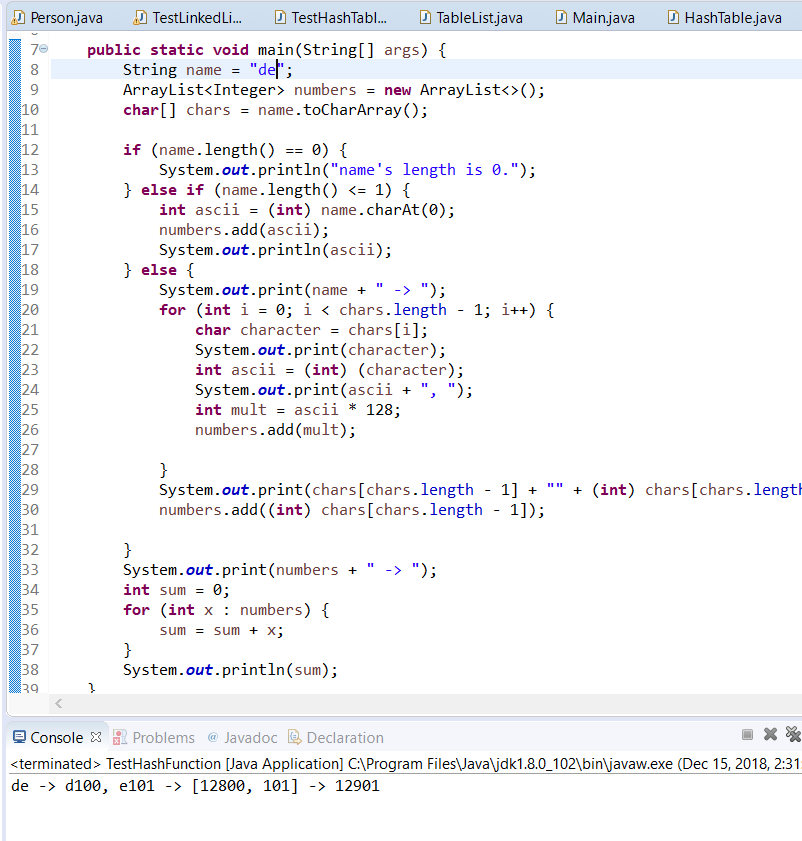 Person.java TestLinkedLi... TestHashTabl... TableList.java Main.java HashTable.java
7 public static void main(String[] args) {
8 String name = "de";
9 ArrayList<Integer> numbers = new ArrayList<>();
10 char[] chars = name.toCharArray();
11
12 if (name.length() == 0) {
13 System.out.println("name's length is 0.");
14 } else if (name.length() <= 1) {
15 int ascii = (int) name.charAt(0);
16 numbers.add(ascii);
17 System.out.println(ascii);
18 } else {
19 System.out.print(name + " -> ");
20 for (int i = 0; i < chars.length - 1; i++) {
21 char character = chars[i];
22 System.out.print(character);
23 int ascii = (int) (character);
24 System.out.print(ascii + ", ");
25 int mult = ascii * 128;
26 numbers.add(mult);
27
28 }
29 System.out.print(chars[chars.length - 1] + "" + (int) chars[chars.length
30 numbers.add((int) chars[chars.length - 1]);
31
32 }
33 System.out.print(numbers + " -> ");
34 int sum = 0;
35 for (int x : numbers) {
36 sum = sum + x;
37 }
38 System.out.println(sum);
39 }
Console Problems @ Javadoc Declaration
<terminated> TestHashFunction [Java Application] C:\Program Files\Java\jdk1.8.0_102\bin\javaw.exe (Dec 15, 2018, 2:31:
de -> d100, e101 -> [12800, 101] -> 12901